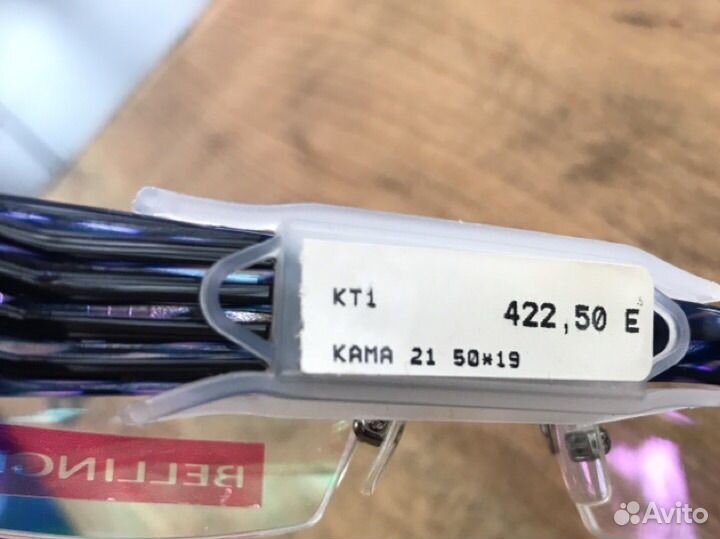 KT1
422,50 E
KAMA 21 50*19
BELLING
Avito